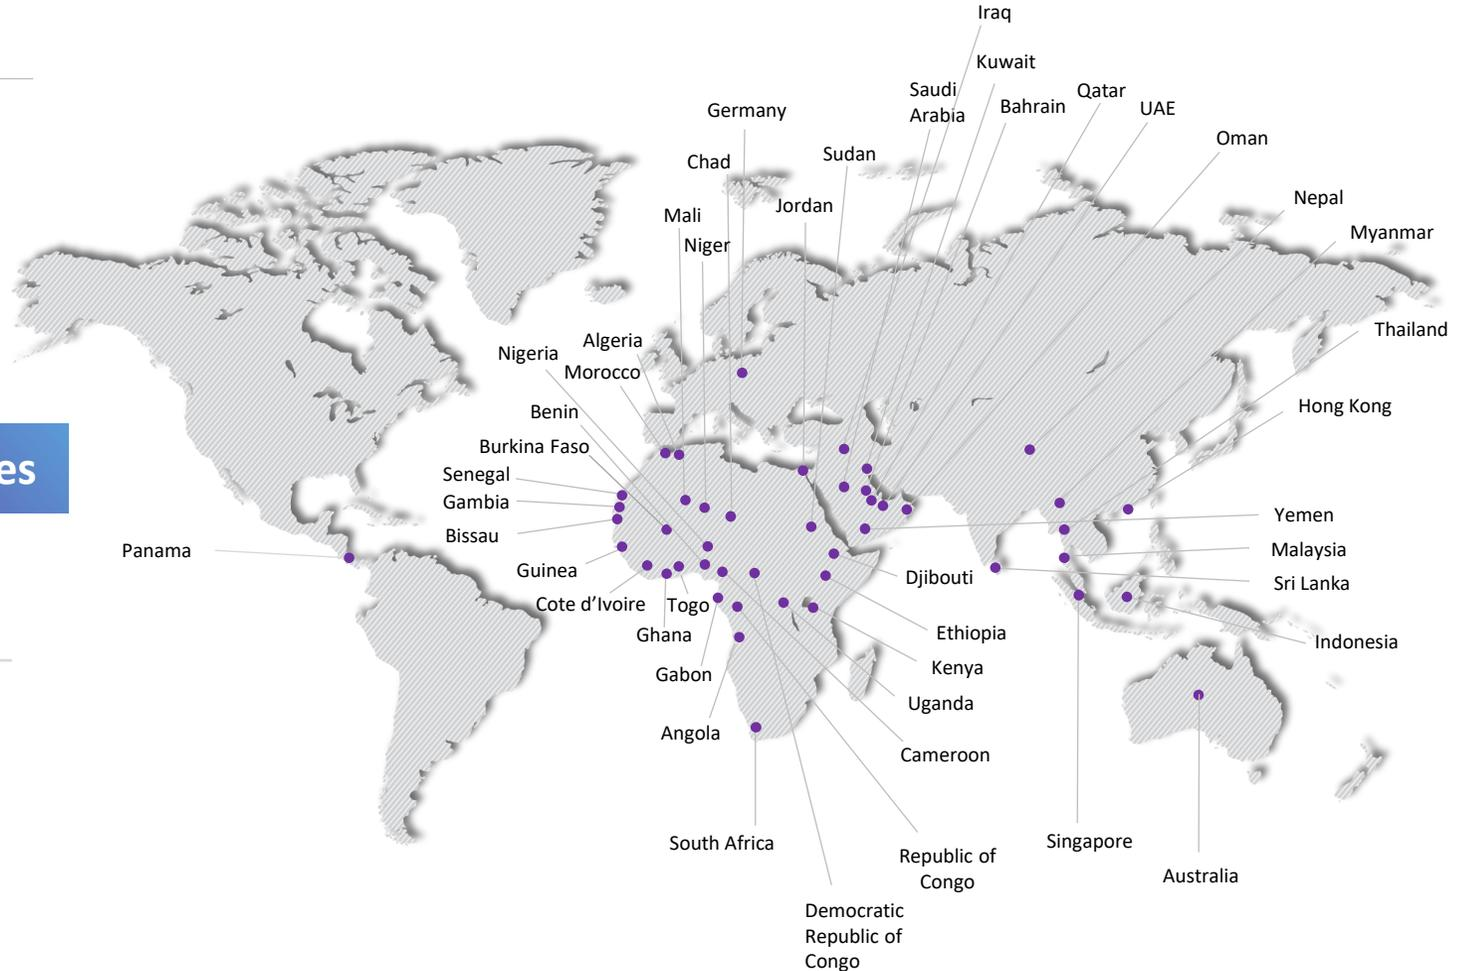 Iraq
Kuwait
Saudi
Arabia
Qatar
Bahrain
UAE
Germany
Oman
Chad
Sudan
Nepal
Jordan
Mali
Myanmar
Niger
Thailand
Algeria
Nigeria
Morocco
Hong Kong
Benin
Burkina Faso
es
Senegal
Gambia
Yemen
Bissau
Panama
Malaysia
Guinea
Djibouti
Sri Lanka
Cote d’Ivoire
Togo
Ghana
Ethiopia
Indonesia
Kenya
Gabon
Uganda
Angola
Cameroon
South Africa
Singapore
Republic of
Congo
Australia
Democratic
Republic of
Congo